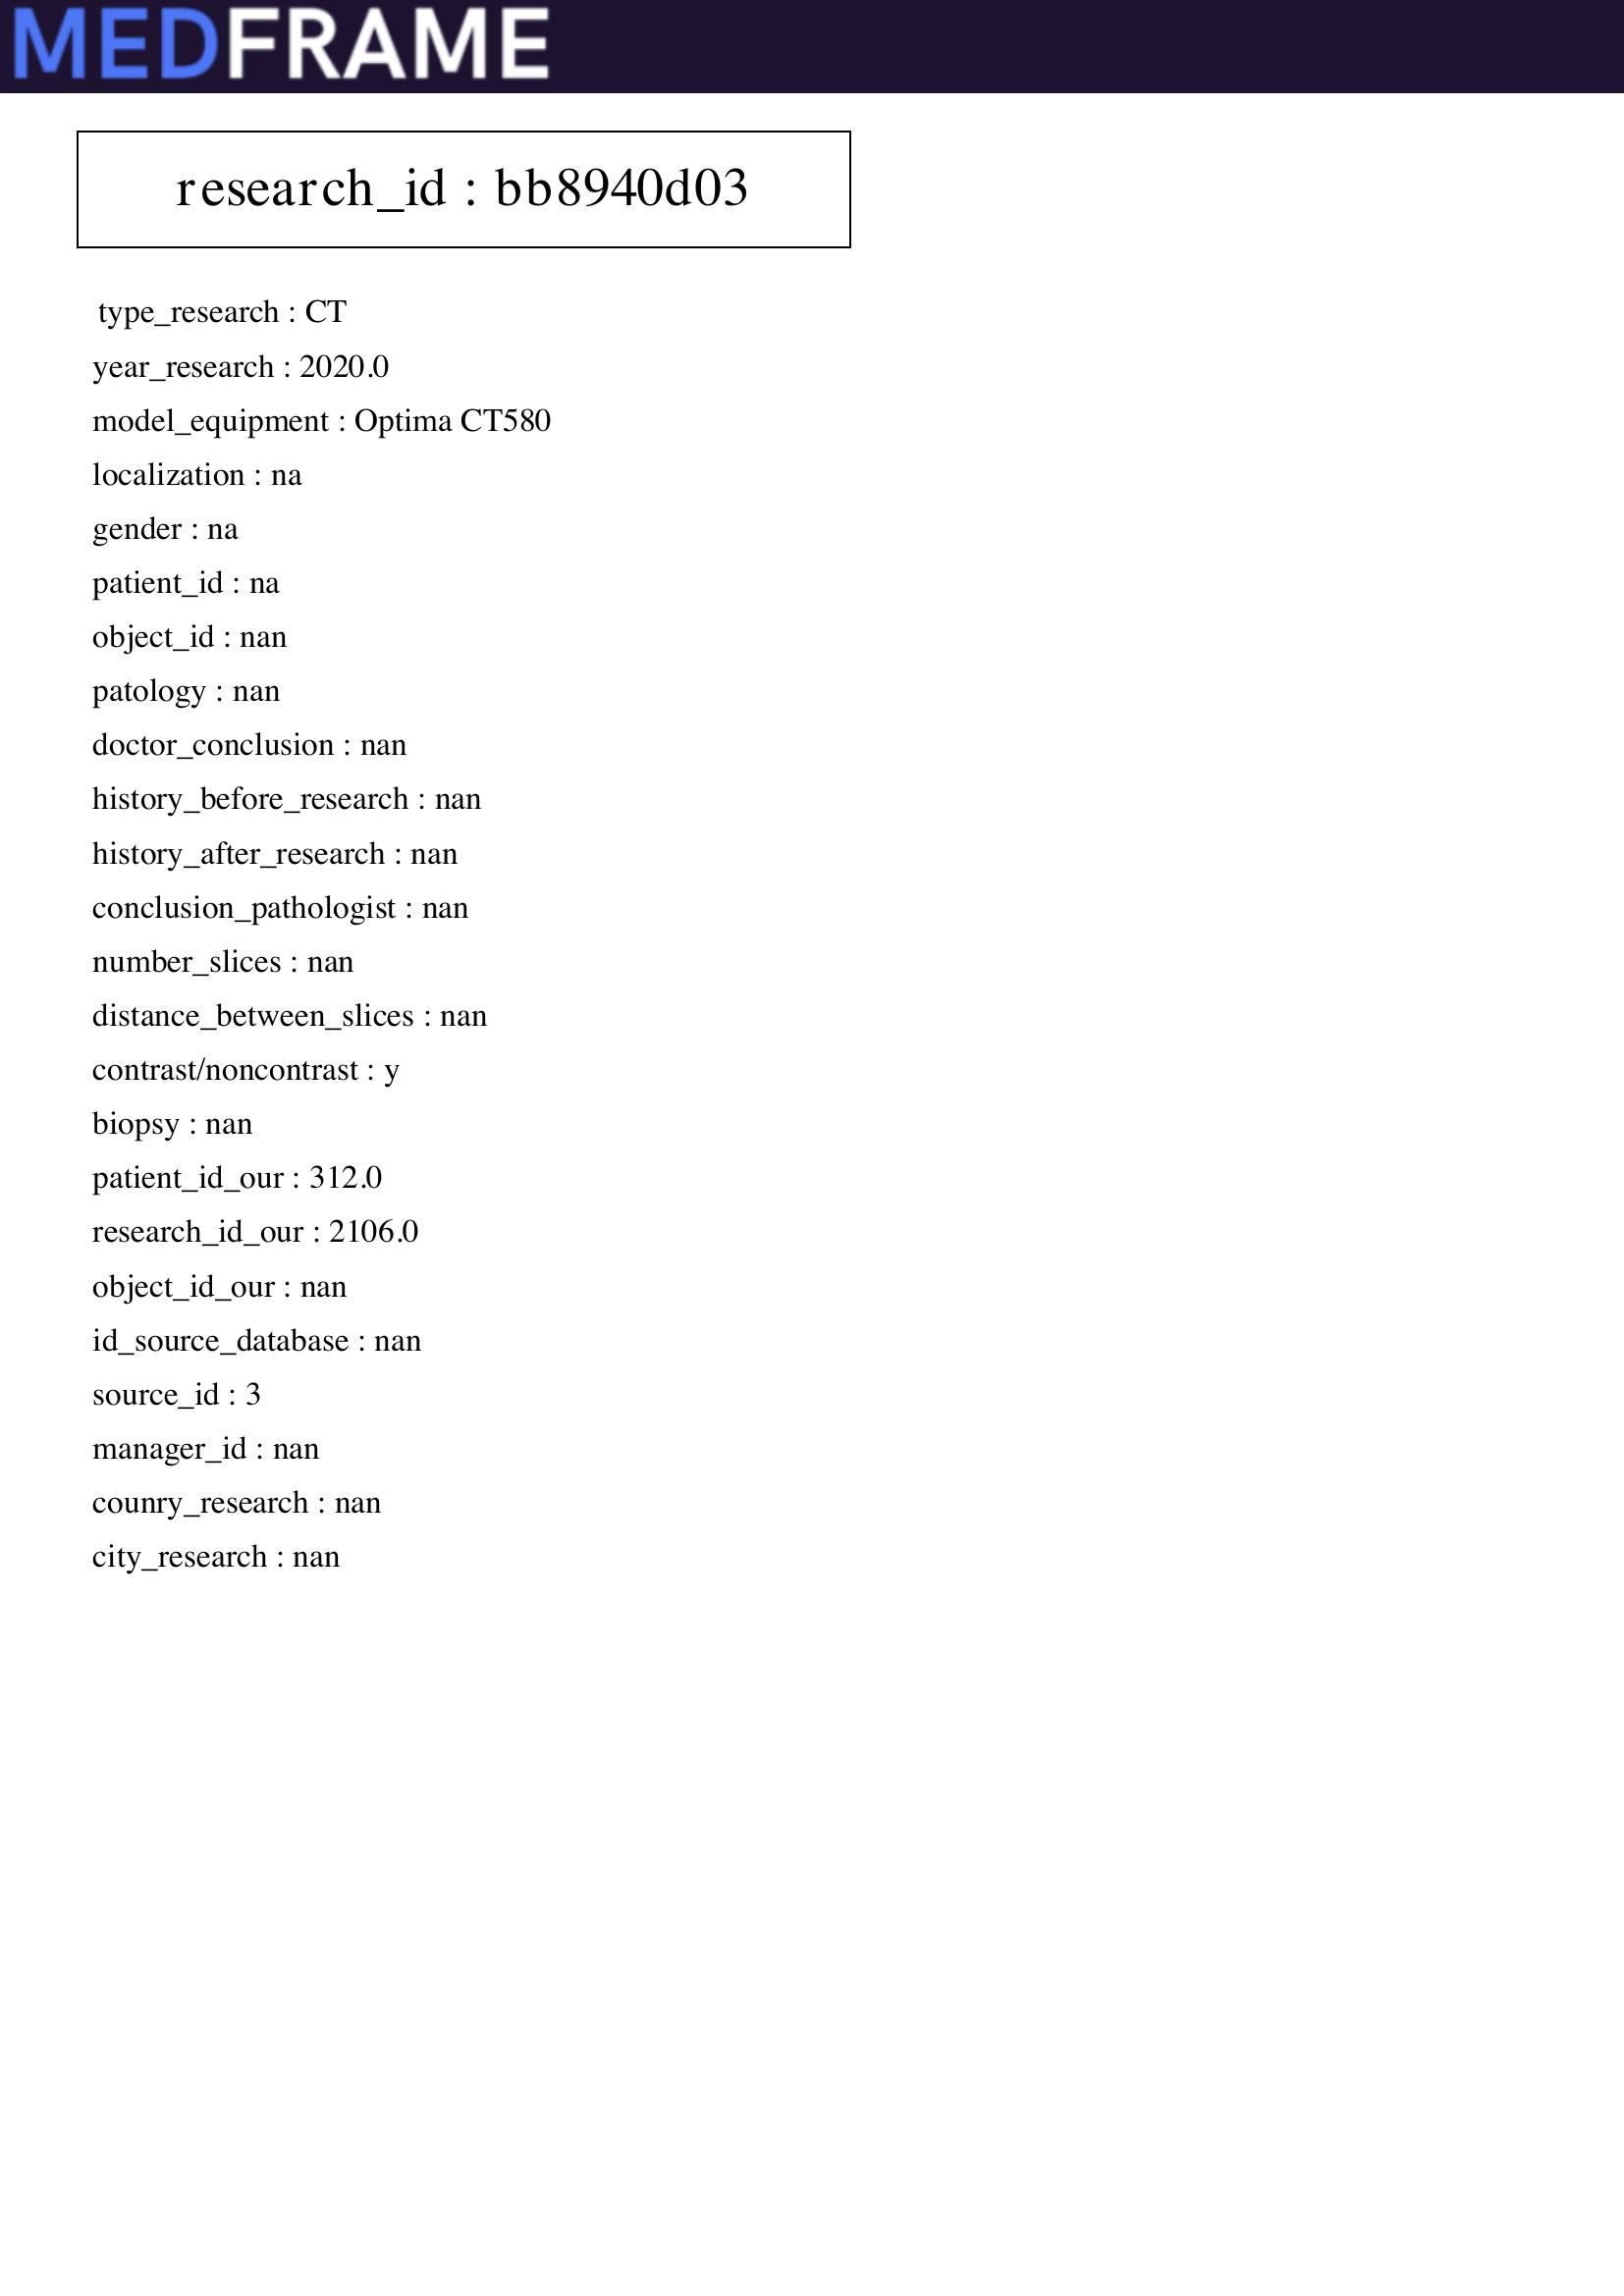 MEDFRAME
research_id : bb8940d03
type_research : CT
year_research : 2020.0
model_equipment : Optima CT580
localization : na
gender : na
patient_id : na
object_id : nan
patology : nan
doctor_conclusion : nan
history_before_research : nan
history_after_research : nan
conclusion_pathologist : nan
number_slices : nan
distance_between_slices : nan
contrast/noncontrast : y
biopsy : nan
patient_id_our : 312.0
research_id_our : 2106.0
object_id_our : nan
id_source_database : nan
source_id : 3
manager_id : nan
counry_research : nan
city_research : nan